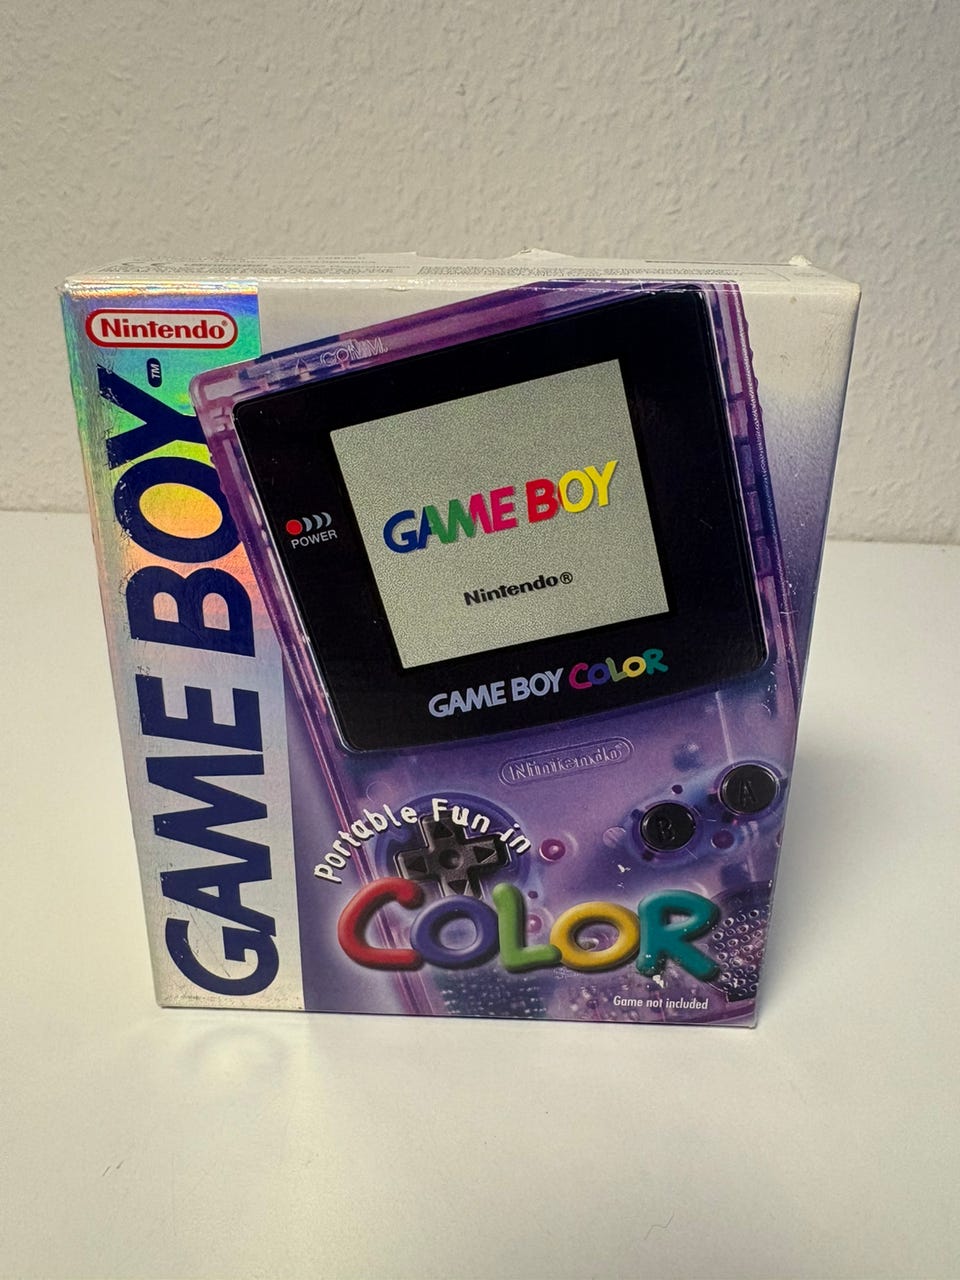 Nintendo®
GAME BOY™
COMM.
POWER
GAME BOY
Nintendo®
GAME BOY COLOR
Nintendo®
B
A
Portable Fun in
COLOR
Game not included